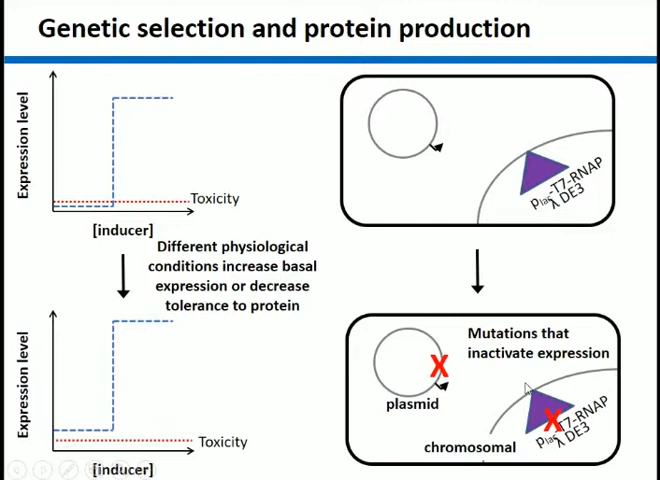 Genetic selection and protein production
Expression level
Toxicity
[inducer]
Different physiological
conditions increase basal
expression or decrease
tolerance to protein
Expression level
Toxicity
[inducer]
plac-T7-RNAP
λ DE3
Mutations that
inactivate expression
X
plasmid
X
plac-T7-RNAP
λ DE3
chromosomal